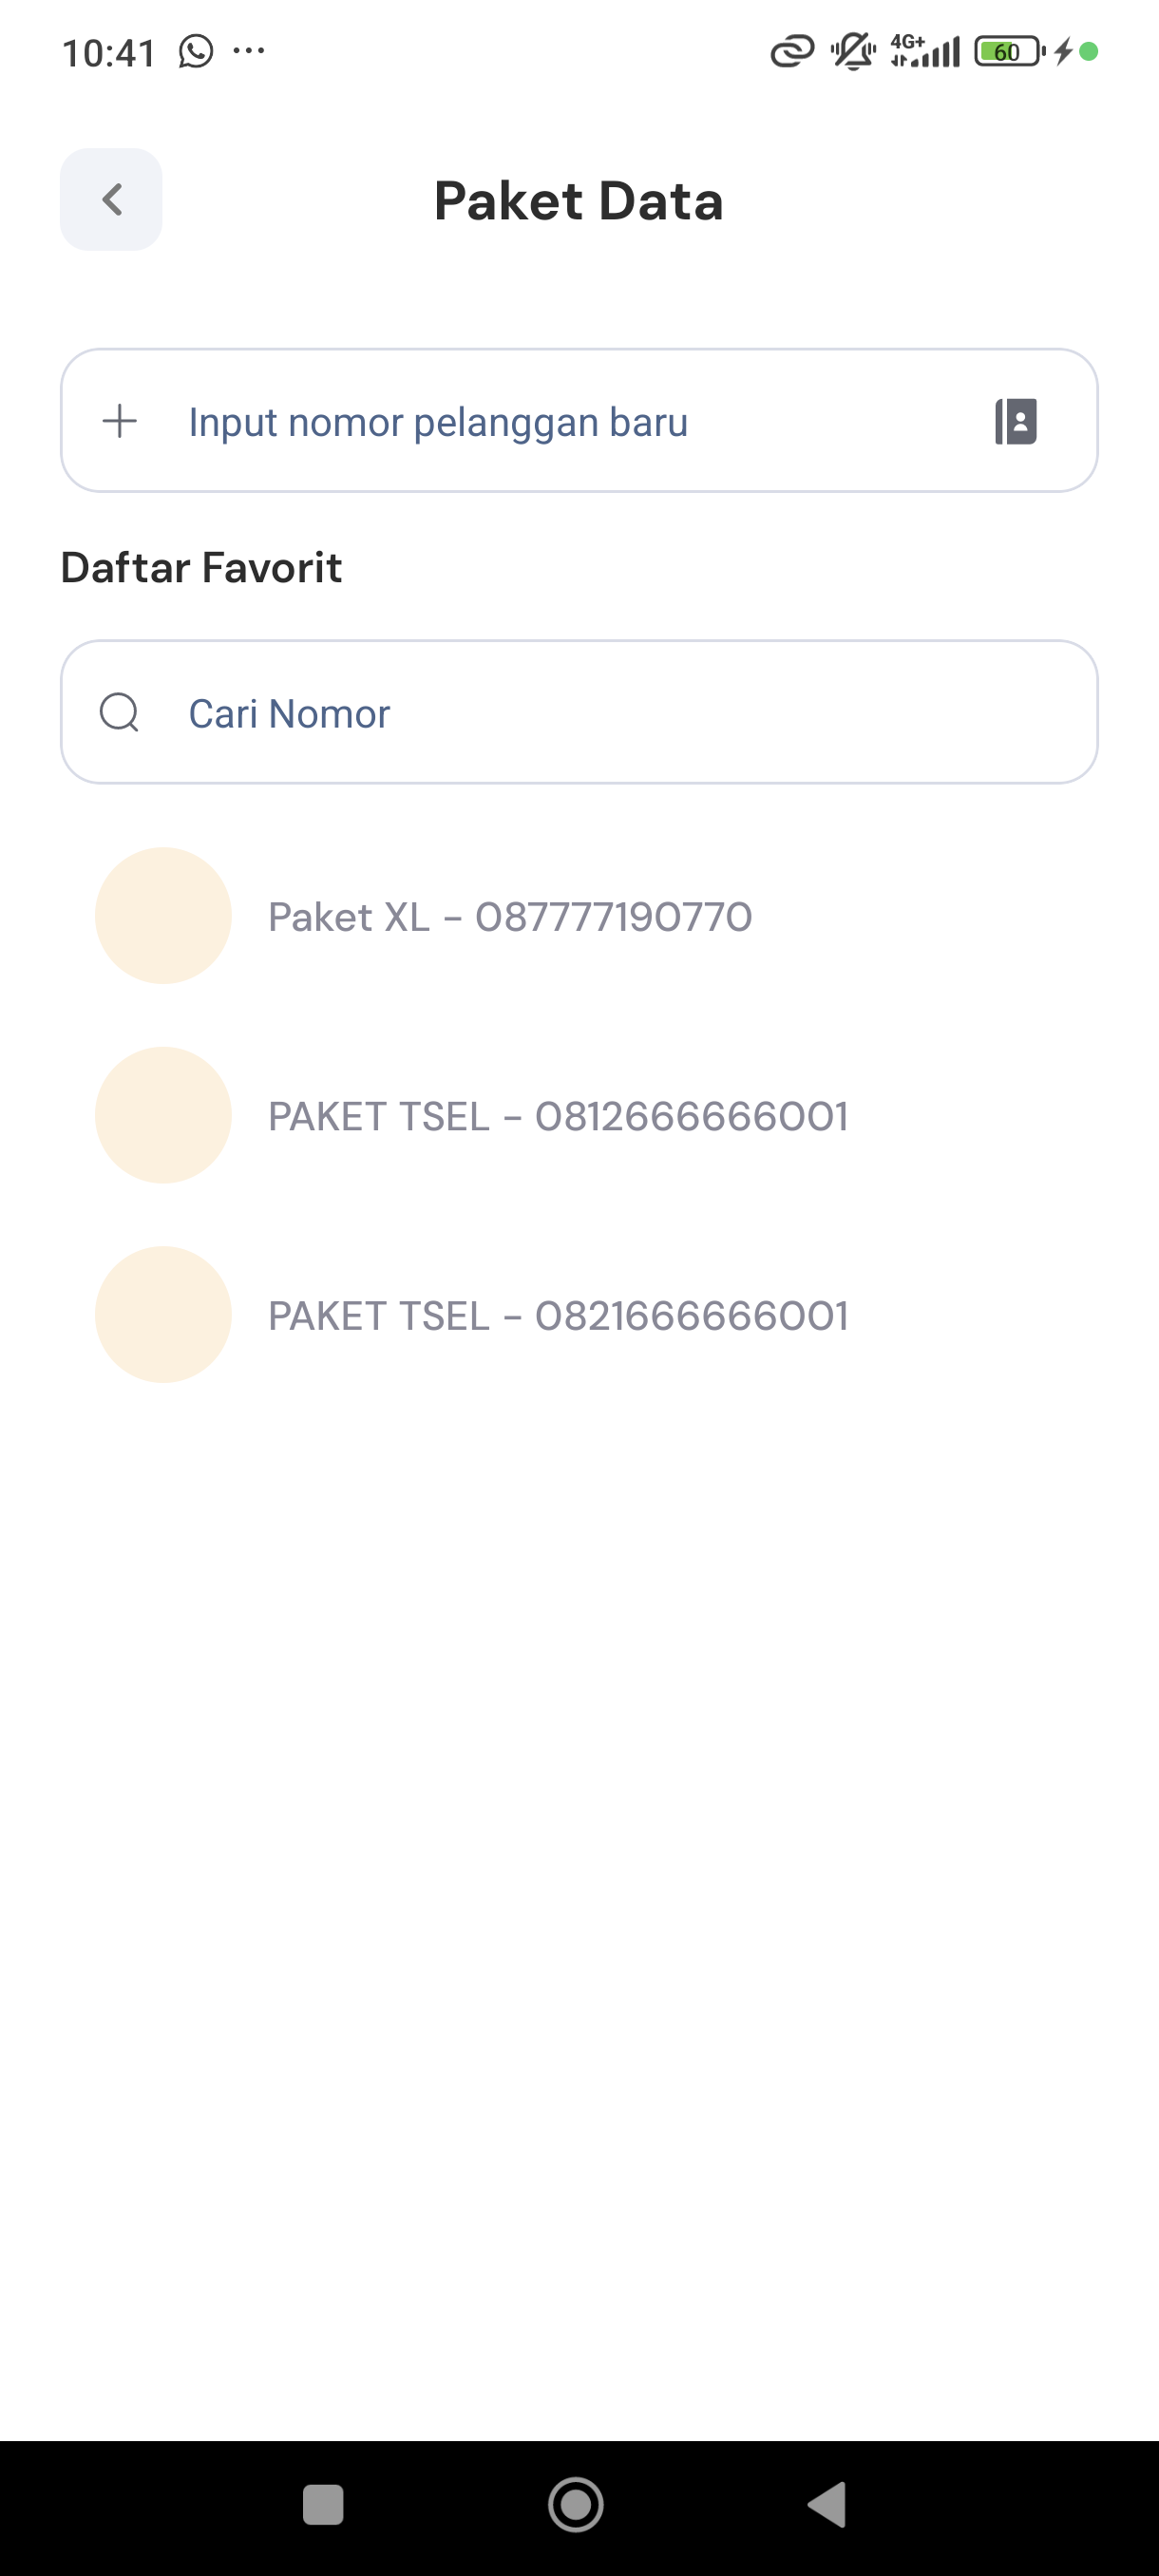 10:41
4G+
60
Paket Data
Input nomor pelanggan baru
Daftar Favorit
Cari Nomor
Paket XL - 087777190770
PAKET TSEL - 0812666666001
PAKET TSEL - 0821666666001